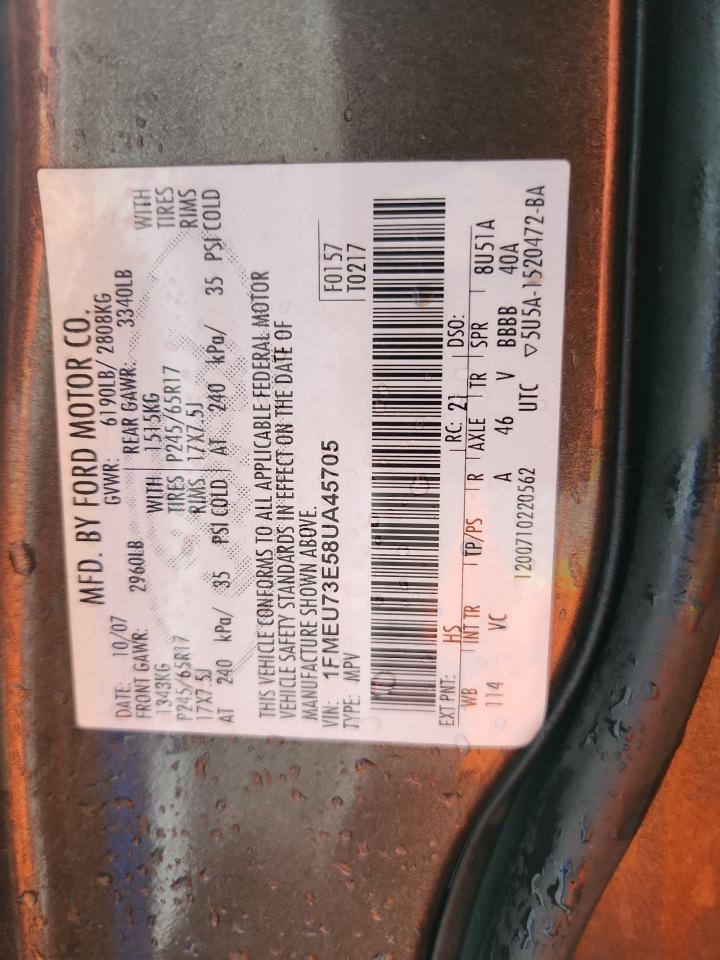 MFD. BY FORD MOTOR CO.
DATE: 10/07 GVWR: 6190LB/ 2808KG
FRONT GAWR: 2960LB REAR GAWR: 3340LB
1343KG WITH 1515KG WITH
P245/65R17 TIRES P245/65R17 TIRES
17X7.5J RIMS 17X7.5J RIMS
AT 240 kPa/ 35 PSI COLD AT 240 kPa/ 35 PSI COLD
THIS VEHICLE CONFORMS TO ALL APPLICABLE FEDERAL MOTOR
VEHICLE SAFETY STANDARDS IN EFFECT ON THE DATE OF
MANUFACTURE SHOWN ABOVE.
VIN: 1FMEU73E58UA45705 F0157
TYPE: MPV T0217
EXT PNT: HS RC: 21 DSO:
WB INT TR TP/PS R AXLE TR SPR 8U51A
114 VC A 46 V BBBB 40A
1200710220562 UTC ▽5U5A-1520472-BA